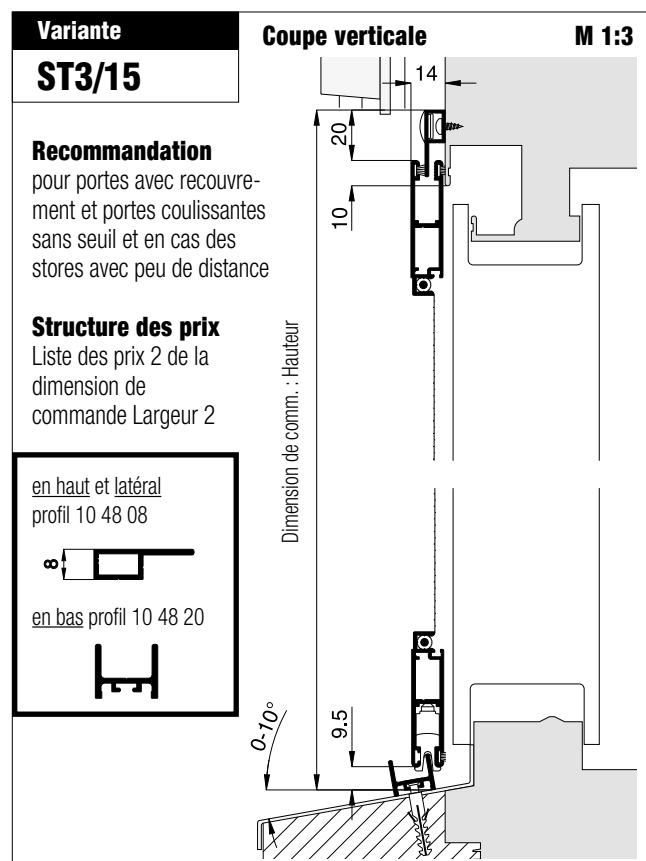 Variante
ST3/15
Coupe verticale
M 1:3
Recommandation
pour portes avec recouvre-
ment et portes coulissantes
sans seuil et en cas des
stores avec peu de distance
Structure des prix
Liste des prix 2 de la
dimension de
commande Largeur 2
en haut et latéral
profil 10 48 08
8
en bas profil 10 48 20
14
20
10
Dimension de comm. : Hauteur
9.5
0-10°